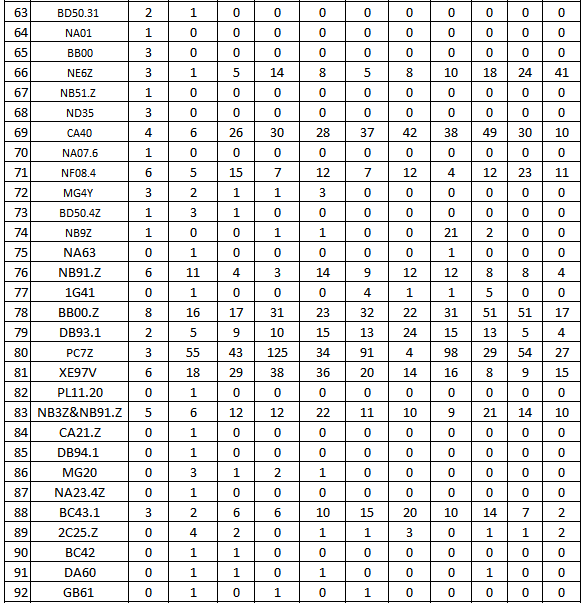 63 BD50.31 2 1 0 0 0 0 0 0 0 0 0
64 NA01 1 0 0 0 0 0 0 0 0 0 0
65 BB00 3 0 0 0 0 0 0 0 0 0 0
66 NE6Z 3 1 5 14 8 5 8 10 18 24 41
67 NB51.Z 1 0 0 0 0 0 0 0 0 0 0
68 ND35 3 0 0 0 0 0 0 0 0 0 0
69 CA40 4 6 26 30 28 37 42 38 49 30 10
70 NA07.6 1 0 0 0 0 0 0 0 0 0 0
71 NF08.4 6 5 15 7 12 7 12 4 12 23 11
72 MG4Y 3 2 1 1 3 0 0 0 0 0 0
73 BD50.4Z 1 3 1 0 0 0 0 0 0 0 0
74 NB9Z 1 0 0 1 1 0 0 21 2 0 0
75 NA63 0 1 0 0 0 0 0 1 0 0 0
76 NB91.Z 6 11 4 3 14 9 12 12 8 8 4
77 1G41 0 1 0 0 0 4 1 1 5 0 0
78 BB00.Z 8 16 17 31 23 32 22 31 51 51 17
79 DB93.1 2 5 9 10 15 13 24 15 13 5 4
80 PC7Z 3 55 43 125 34 91 4 98 29 54 27
81 XE97V 6 18 29 38 36 20 14 16 8 9 15
82 PL11.20 0 1 0 0 0 0 0 0 0 0 0
83 NB3Z&NB91.Z 5 6 12 12 22 11 10 9 21 14 10
84 CA21.Z 0 1 0 0 0 0 0 0 0 0 0
85 DB94.1 0 1 0 0 0 0 0 0 0 0 0
86 MG20 0 3 1 2 1 0 0 0 0 0 0
87 NA23.4Z 0 1 0 0 0 0 0 0 0 0 0
88 BC43.1 3 2 6 6 10 15 20 10 14 7 2
89 2C25.Z 0 4 2 0 1 1 3 0 1 1 2
90 BC42 0 1 1 0 0 0 0 0 0 0 0
91 DA60 0 1 1 0 1 0 0 0 1 0 0
92 GB61 0 1 0 1 0 1 0 0 0 0 0